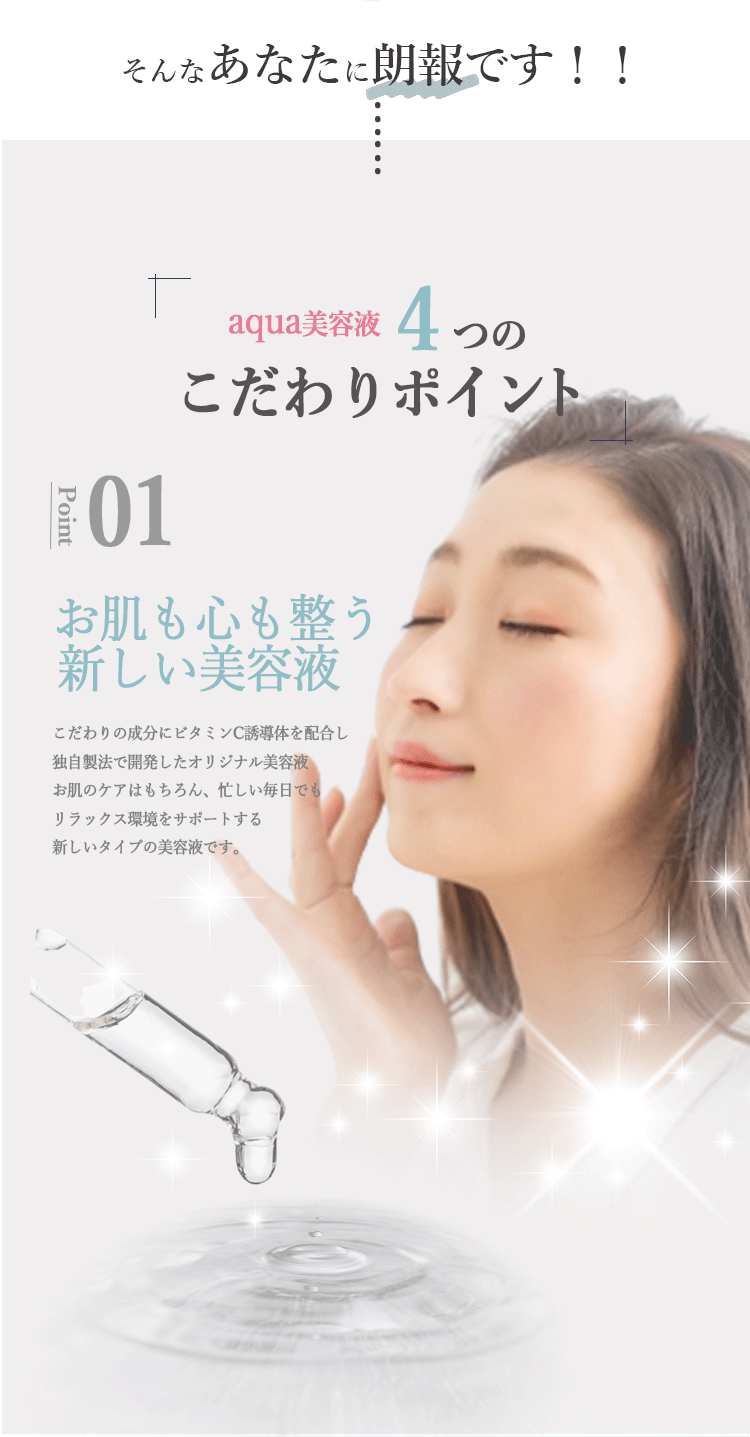 そんなあなたに朗報です！！
aqua美容液 4つの
こだわりポイント
Point 01
お肌も心も整う
新しい美容液
こだわりの成分にビタミンC誘導体を配合し
独自製法で開発したオリジナル美容液
お肌のケアはもちろん、忙しい毎日でも
リラックス環境をサポートする
新しいタイプの美容液です。